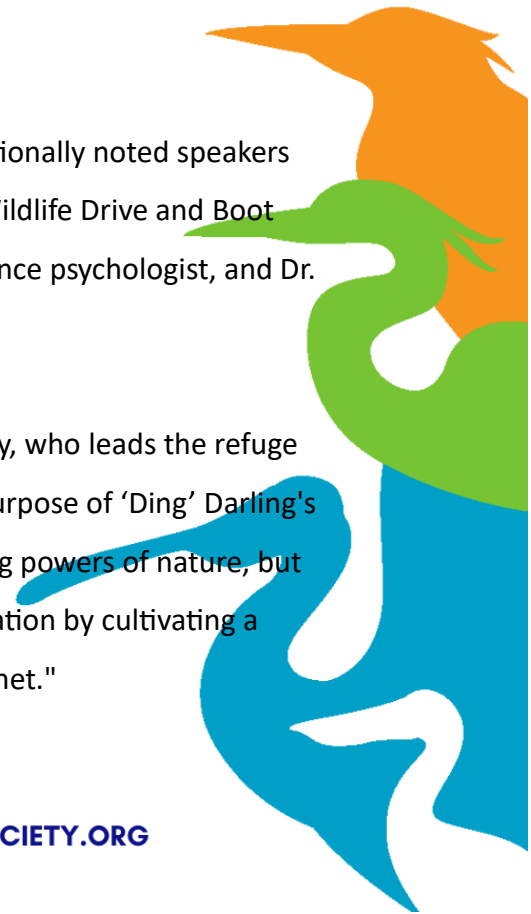 ionally noted speakers
ildlife Drive and Boot
nce psychologist, and Dr.
y, who leads the refuge
urpose of ‘Ding’ Darling's
g powers of nature, but
ation by cultivating a
net."
CIETY.ORG